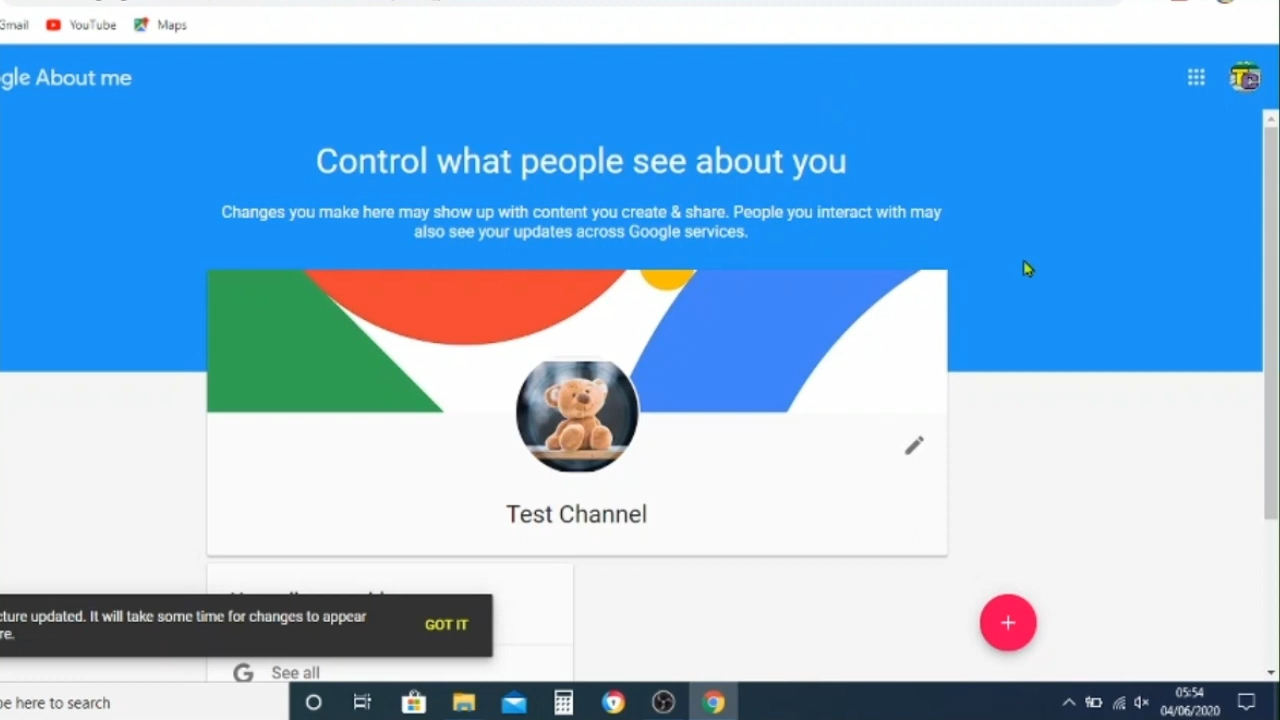 Gmail YouTube Maps
gle About me
Control what people see about you
Changes you make here may show up with content you create & share. People you interact with may
also see your updates across Google services.
Test Channel
cture updated. It will take some time for changes to appear
re.
GOT IT
See all
pe here to search
05:54
04/06/2020